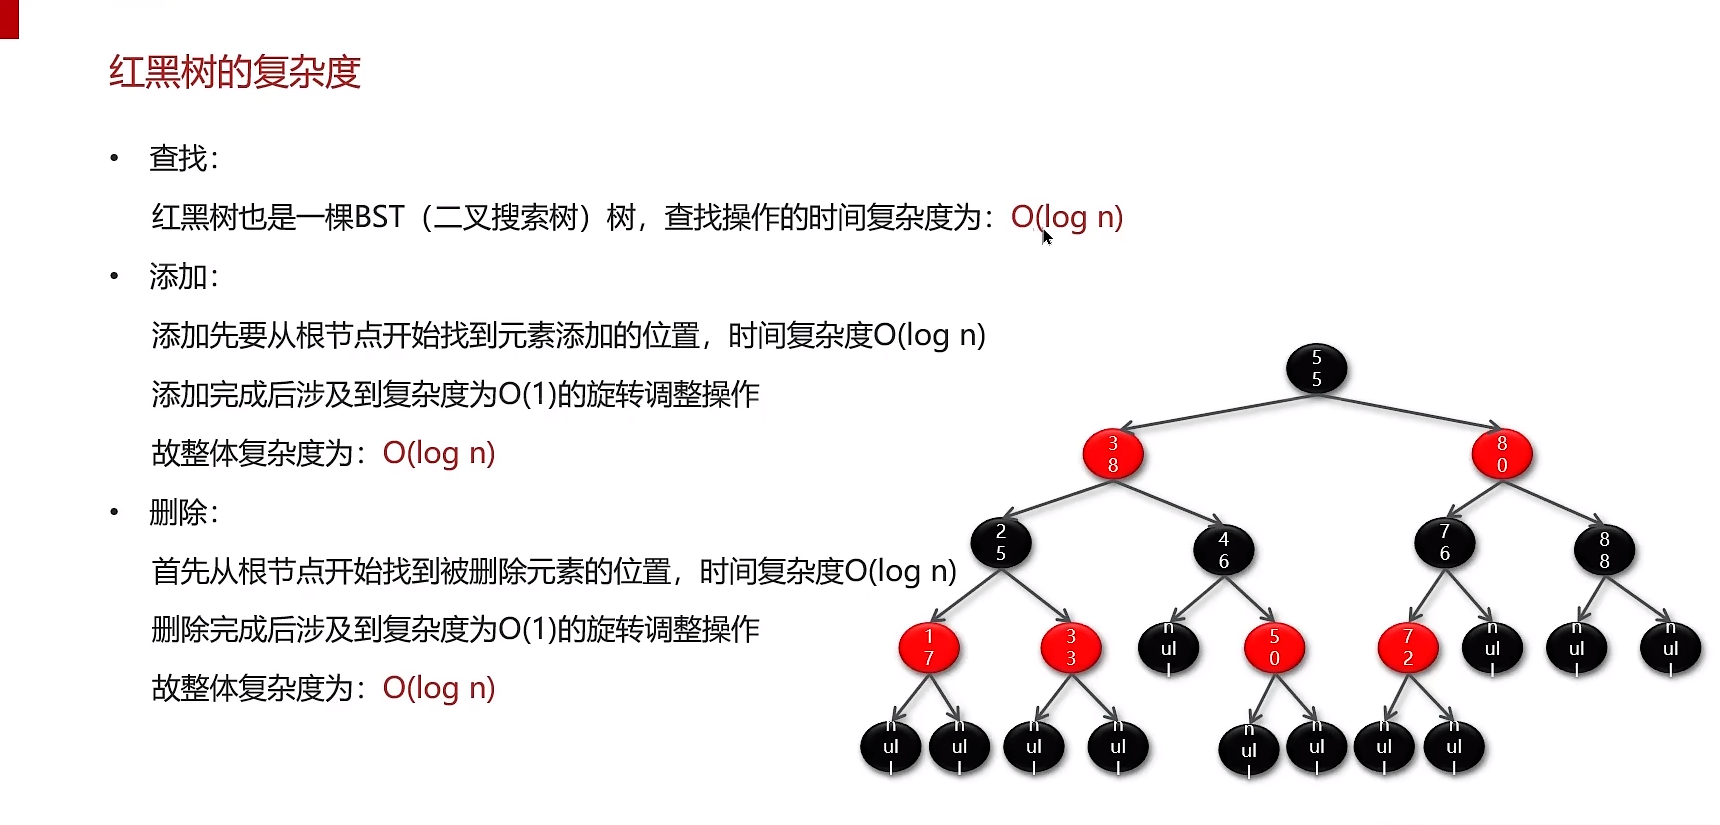 红黑树的复杂度
• 查找：
红黑树也是一棵BST（二叉搜索树）树，查找操作的时间复杂度为：O(log n)
• 添加：
添加先要从根节点开始找到元素添加的位置，时间复杂度O(log n)
添加完成后涉及到复杂度为O(1)的旋转调整操作
故整体复杂度为：O(log n)
• 删除：
首先从根节点开始找到被删除元素的位置，时间复杂度O(log n)
删除完成后涉及到复杂度为O(1)的旋转调整操作
故整体复杂度为：O(log n)
55
38 80
25 46 76 88
17 33 null 50 72 null null null
null null null null null null null null